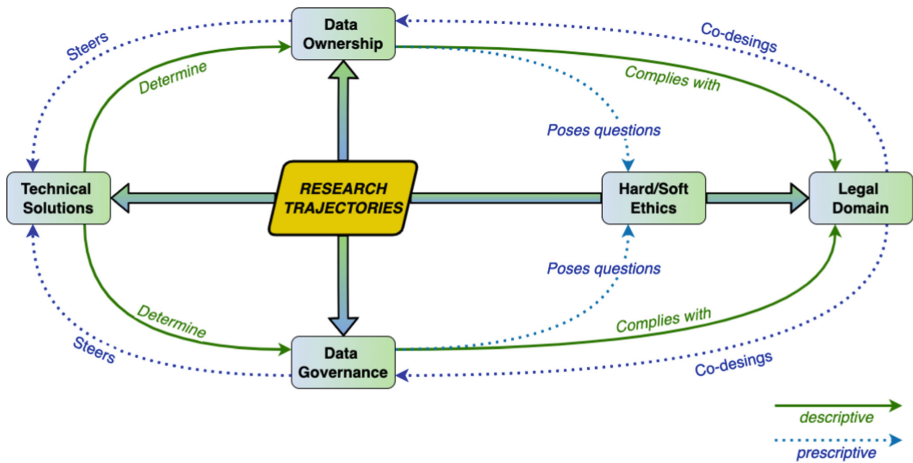 Data
Ownership
Steers
Co-desings
Determine
Complies with
Poses questions
Technical
Solutions
RESEARCH
TRAJECTORIES
Hard/Soft
Ethics
Legal
Domain
Poses questions
Determine
Complies with
Steers
Data
Governance
Co-desings
descriptive
prescriptive